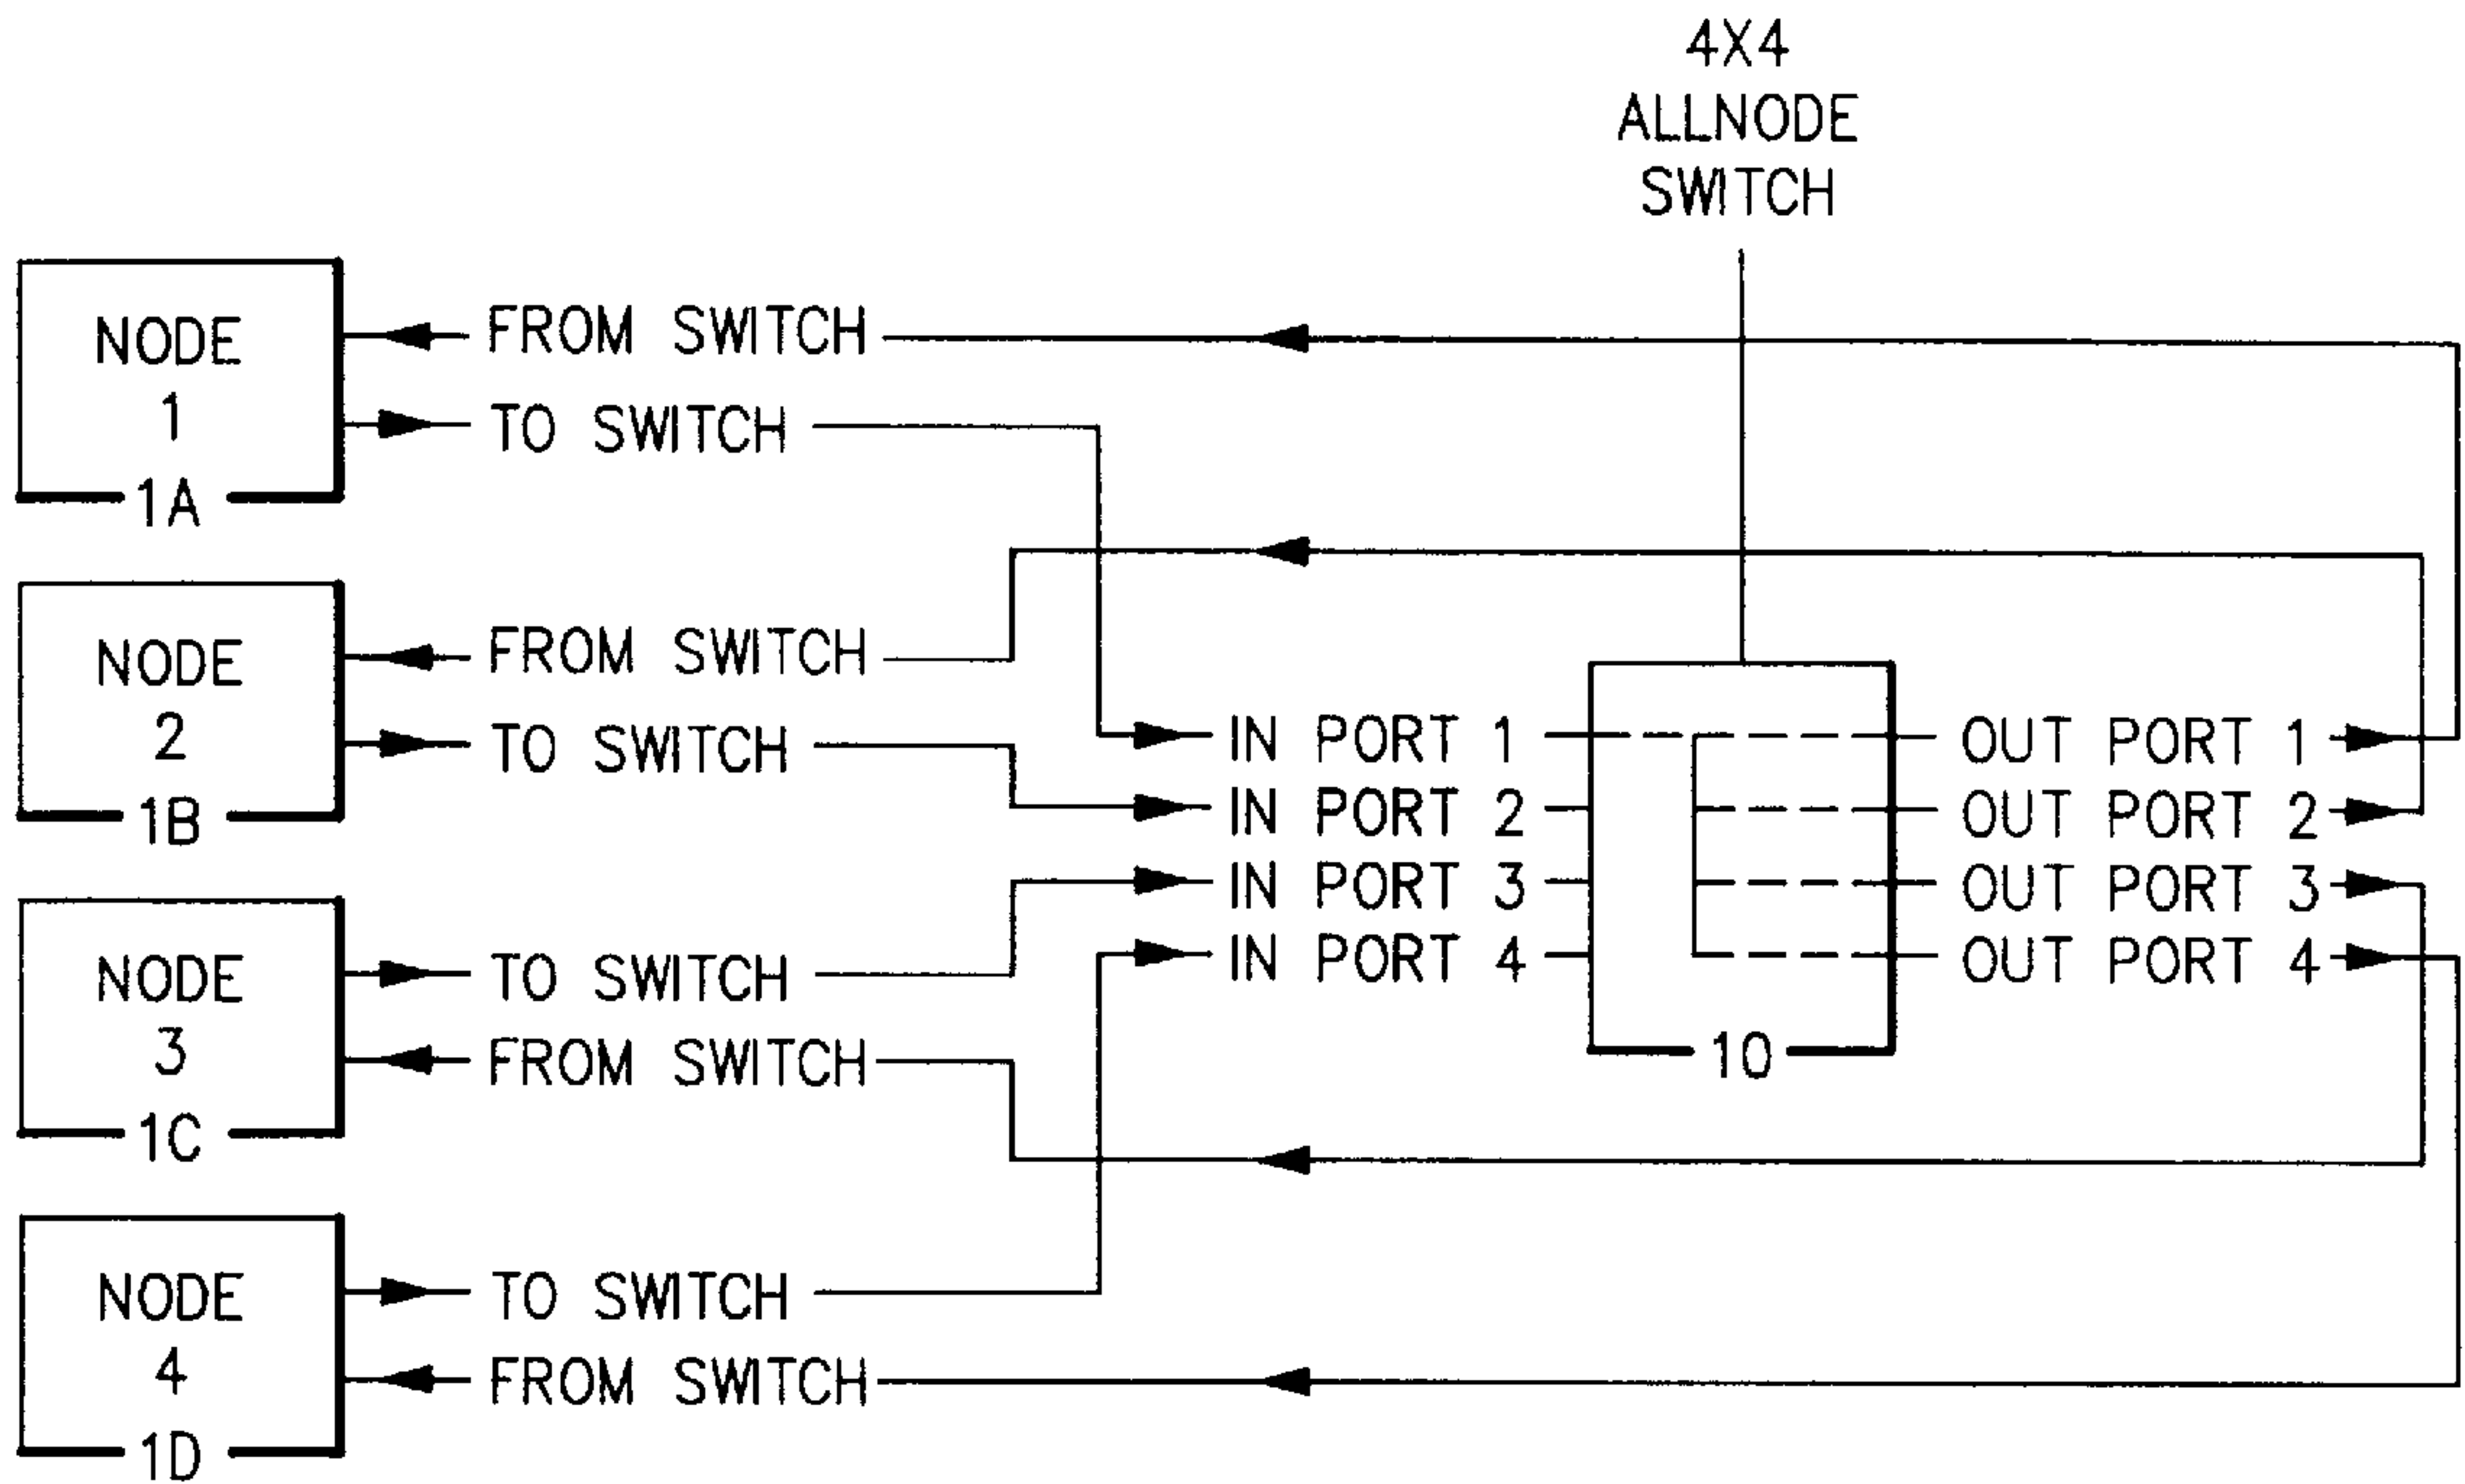 4X4
ALLNODE
SWITCH
NODE
1
1A
FROM SWITCH
TO SWITCH
NODE
2
1B
FROM SWITCH
TO SWITCH
NODE
3
1C
TO SWITCH
FROM SWITCH
NODE
4
1D
TO SWITCH
FROM SWITCH
IN PORT 1
IN PORT 2
IN PORT 3
IN PORT 4
10
OUT PORT 1
OUT PORT 2
OUT PORT 3
OUT PORT 4